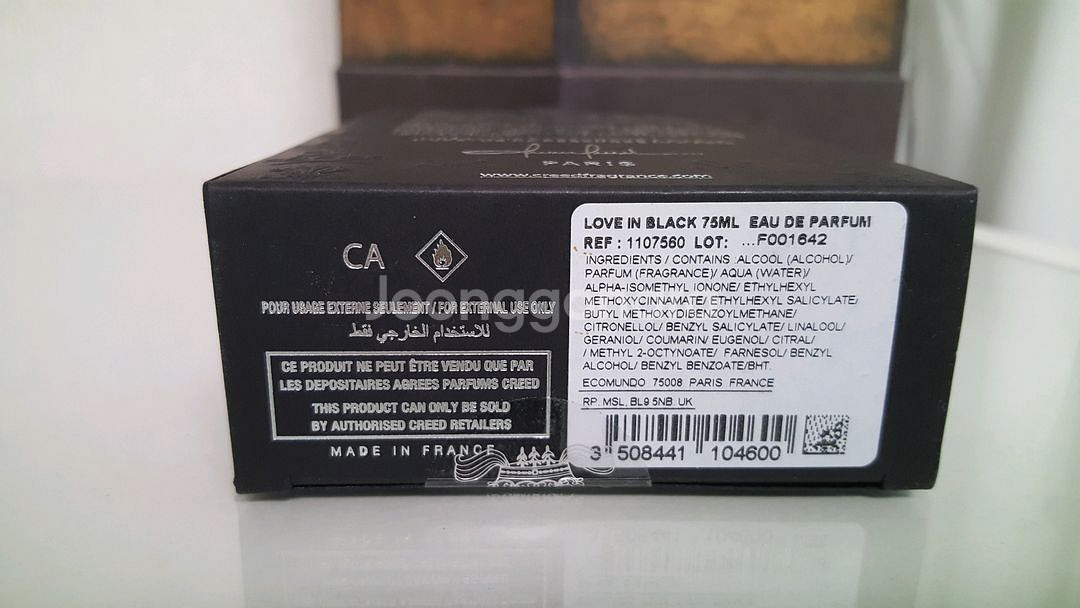 PARIS
www.creedfragrance.com
CA
POUR USAGE EXTERNE SEULEMENT / FOR EXTERNAL USE ONLY
للاستخدام الخارجي فقط
CE PRODUIT NE PEUT ÊTRE VENDU QUE PAR
LES DEPOSITAIRES AGREES PARFUMS CREED
THIS PRODUCT CAN ONLY BE SOLD
BY AUTHORISED CREED RETAILERS
MADE IN FRANCE
LOVE IN BLACK 75ML EAU DE PARFUM
REF : 1107560 LOT: ...F001642
INGREDIENTS / CONTAINS :ALCOOL (ALCOHOL)/
PARFUM (FRAGRANCE)/ AQUA (WATER)/
ALPHA-ISOMETHYL IONONE/ ETHYLHEXYL
METHOXYCINNAMATE/ ETHYLHEXYL SALICYLATE/
BUTYL METHOXYDIBENZOYLMETHANE/
CITRONELLOL/ BENZYL SALICYLATE/ LINALOOL/
GERANIOL/ COUMARIN/ EUGENOL/ CITRAL/
/ METHYL 2-OCTYNOATE/ FARNESOL/ BENZYL
ALCOHOL/ BENZYL BENZOATE/BHT.
ECOMUNDO 75008 PARIS FRANCE
RP. MSL, BL9 5NB. UK
3 508441 104600